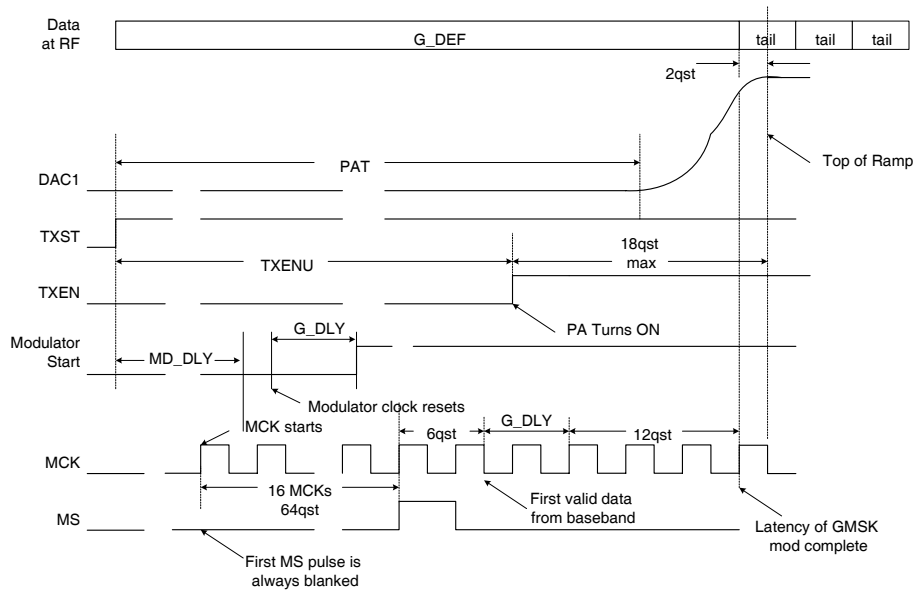 Data
at RF
G_DEF
tail
tail
tail
2qst
Top of Ramp
PAT
DAC1
TXST
18qst
max
TXENU
TXEN
PA Turns ON
G_DLY
Modulator
Start
MD_DLY
Modulator clock resets
MCK starts
6qst
G_DLY
12qst
MCK
16 MCKs
64qst
First valid data
from baseband
MS
Latency of GMSK
mod complete
First MS pulse is
always blanked